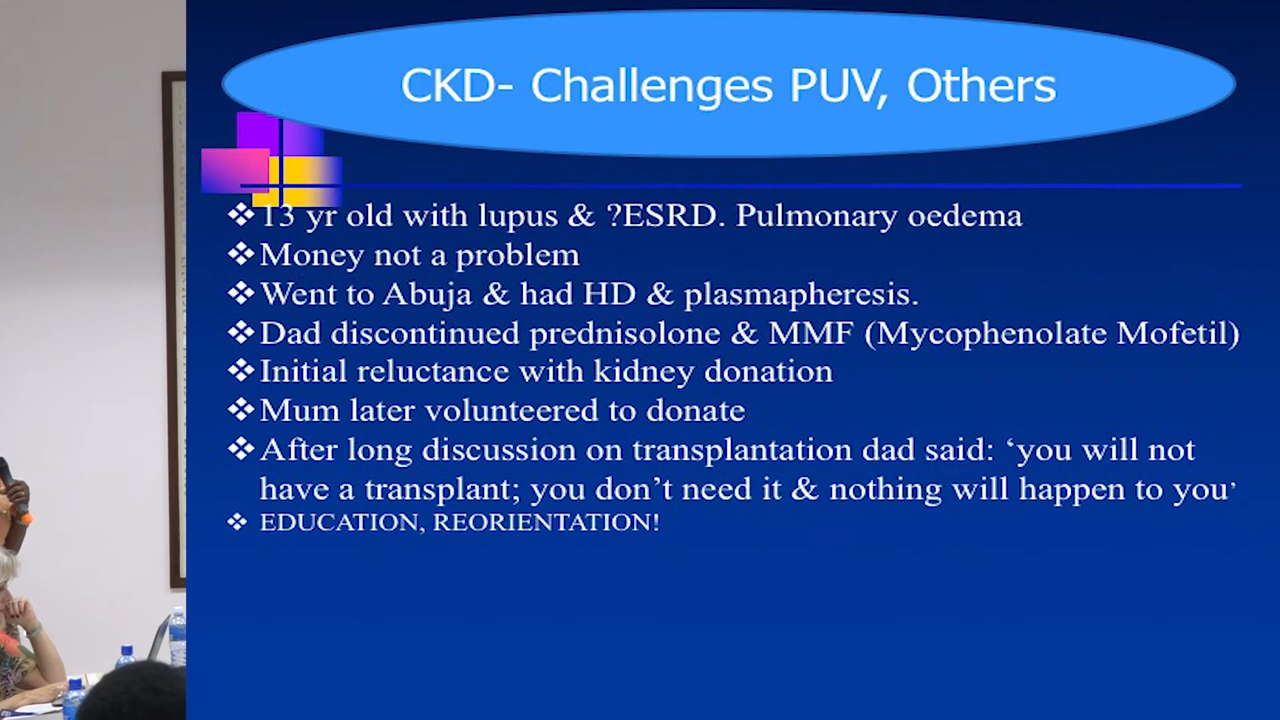 CKD- Challenges PUV, Others
❖13 yr old with lupus & ?ESRD. Pulmonary oedema
❖Money not a problem
❖Went to Abuja & had HD & plasmapheresis.
❖Dad discontinued prednisolone & MMF (Mycophenolate Mofetil)
❖Initial reluctance with kidney donation
❖Mum later volunteered to donate
❖After long discussion on transplantation dad said: ‘you will not
have a transplant; you don’t need it & nothing will happen to you’
❖ EDUCATION, REORIENTATION!